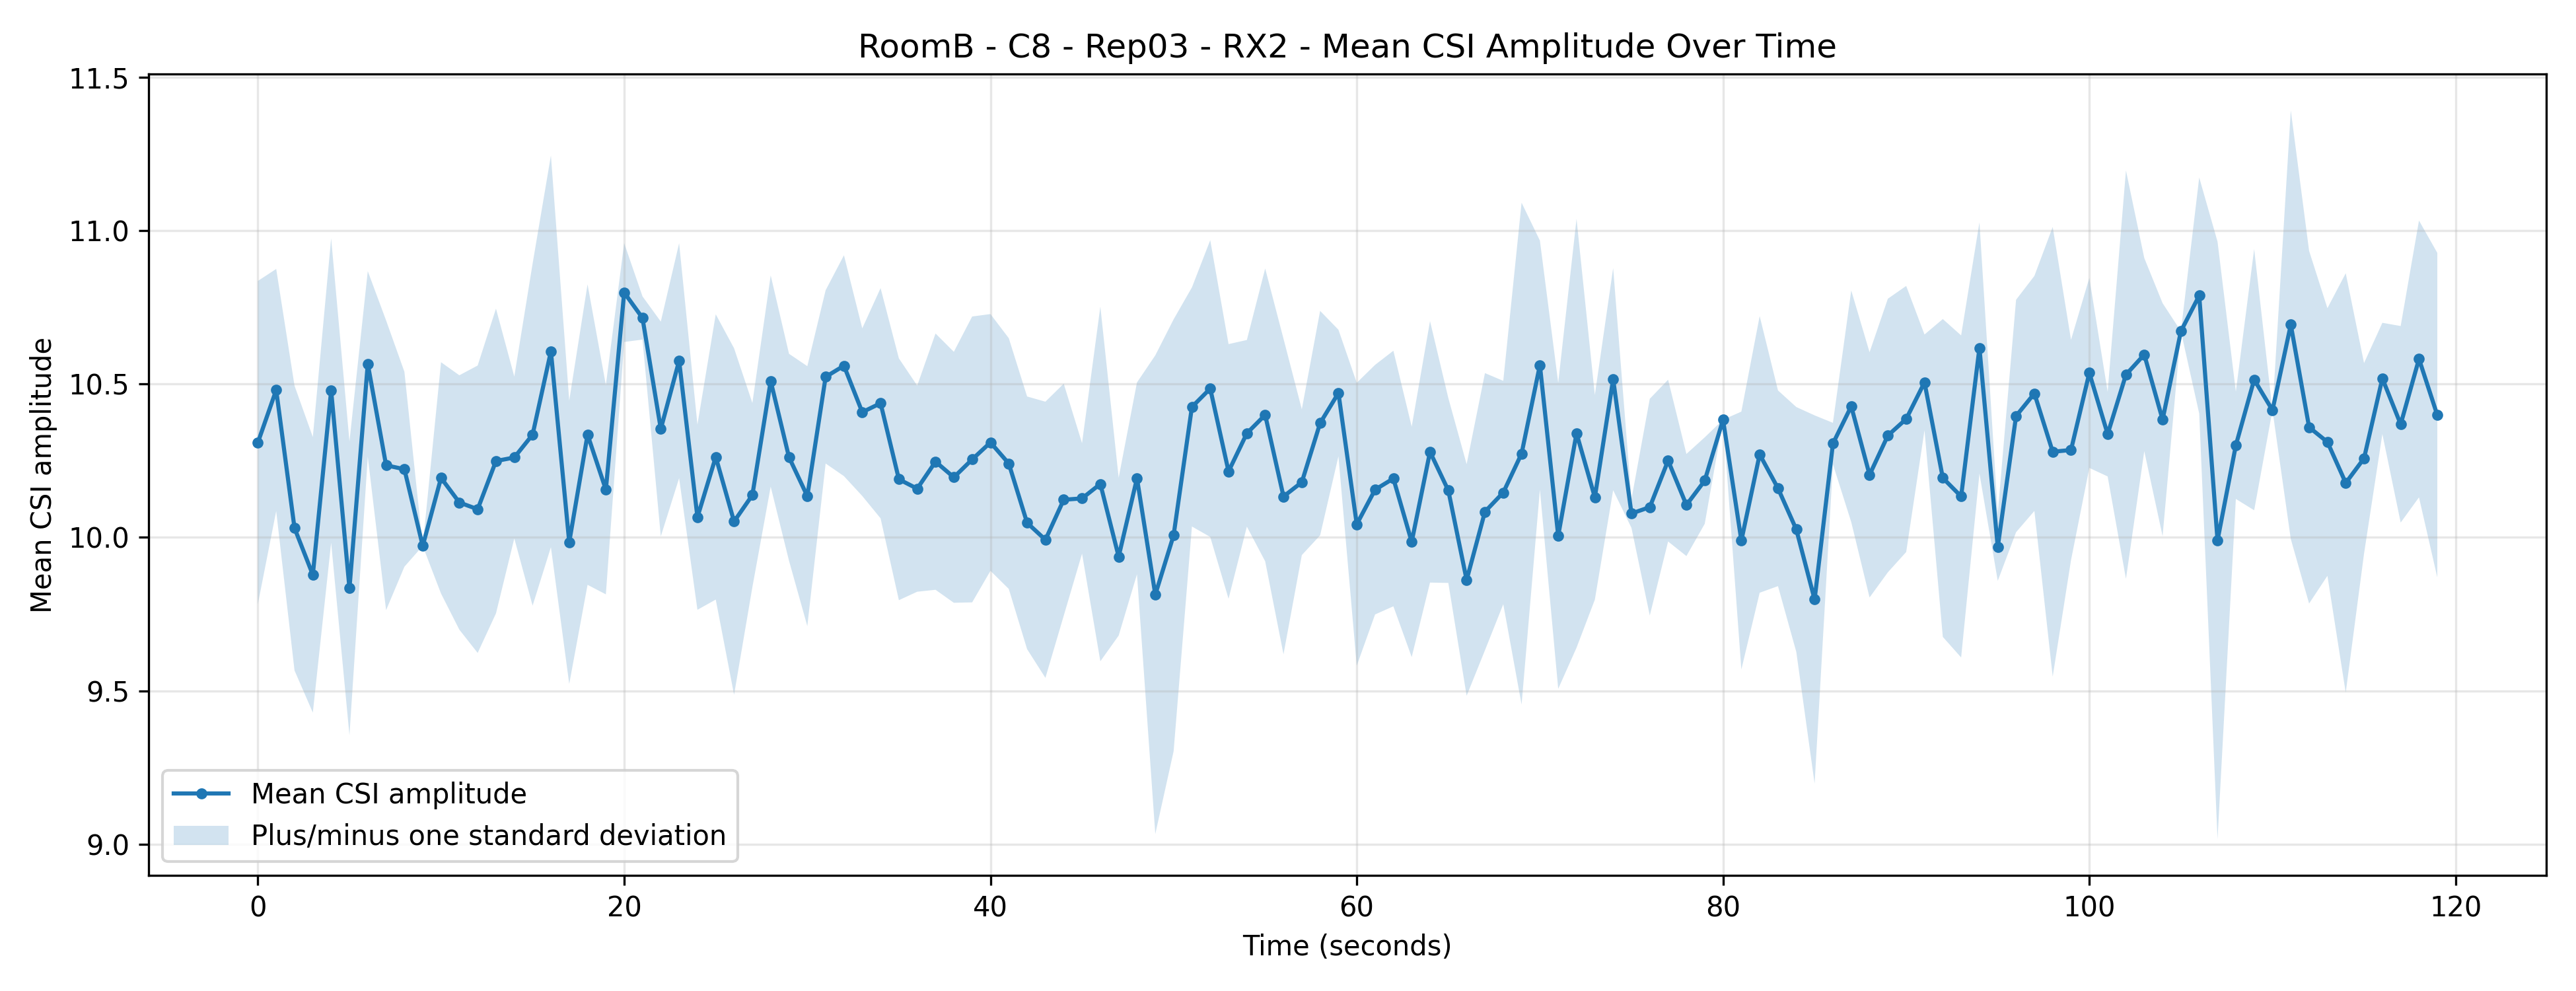 RoomB - C8 - Rep03 - RX2 - Mean CSI Amplitude Over Time
Mean CSI amplitude
11.5
11.0
10.5
10.0
9.5
9.0
Mean CSI amplitude
Plus/minus one standard deviation
0 20 40 60 80 100 120
Time (seconds)